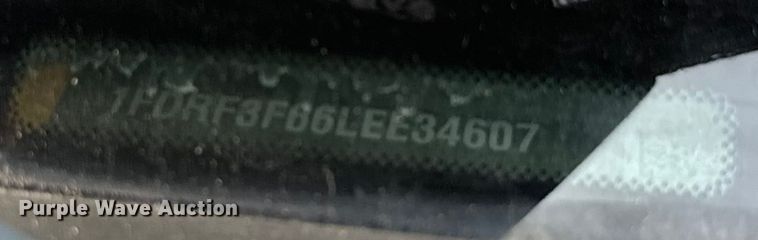 1FDRF3F66LEE34607
Purple Wave Auction